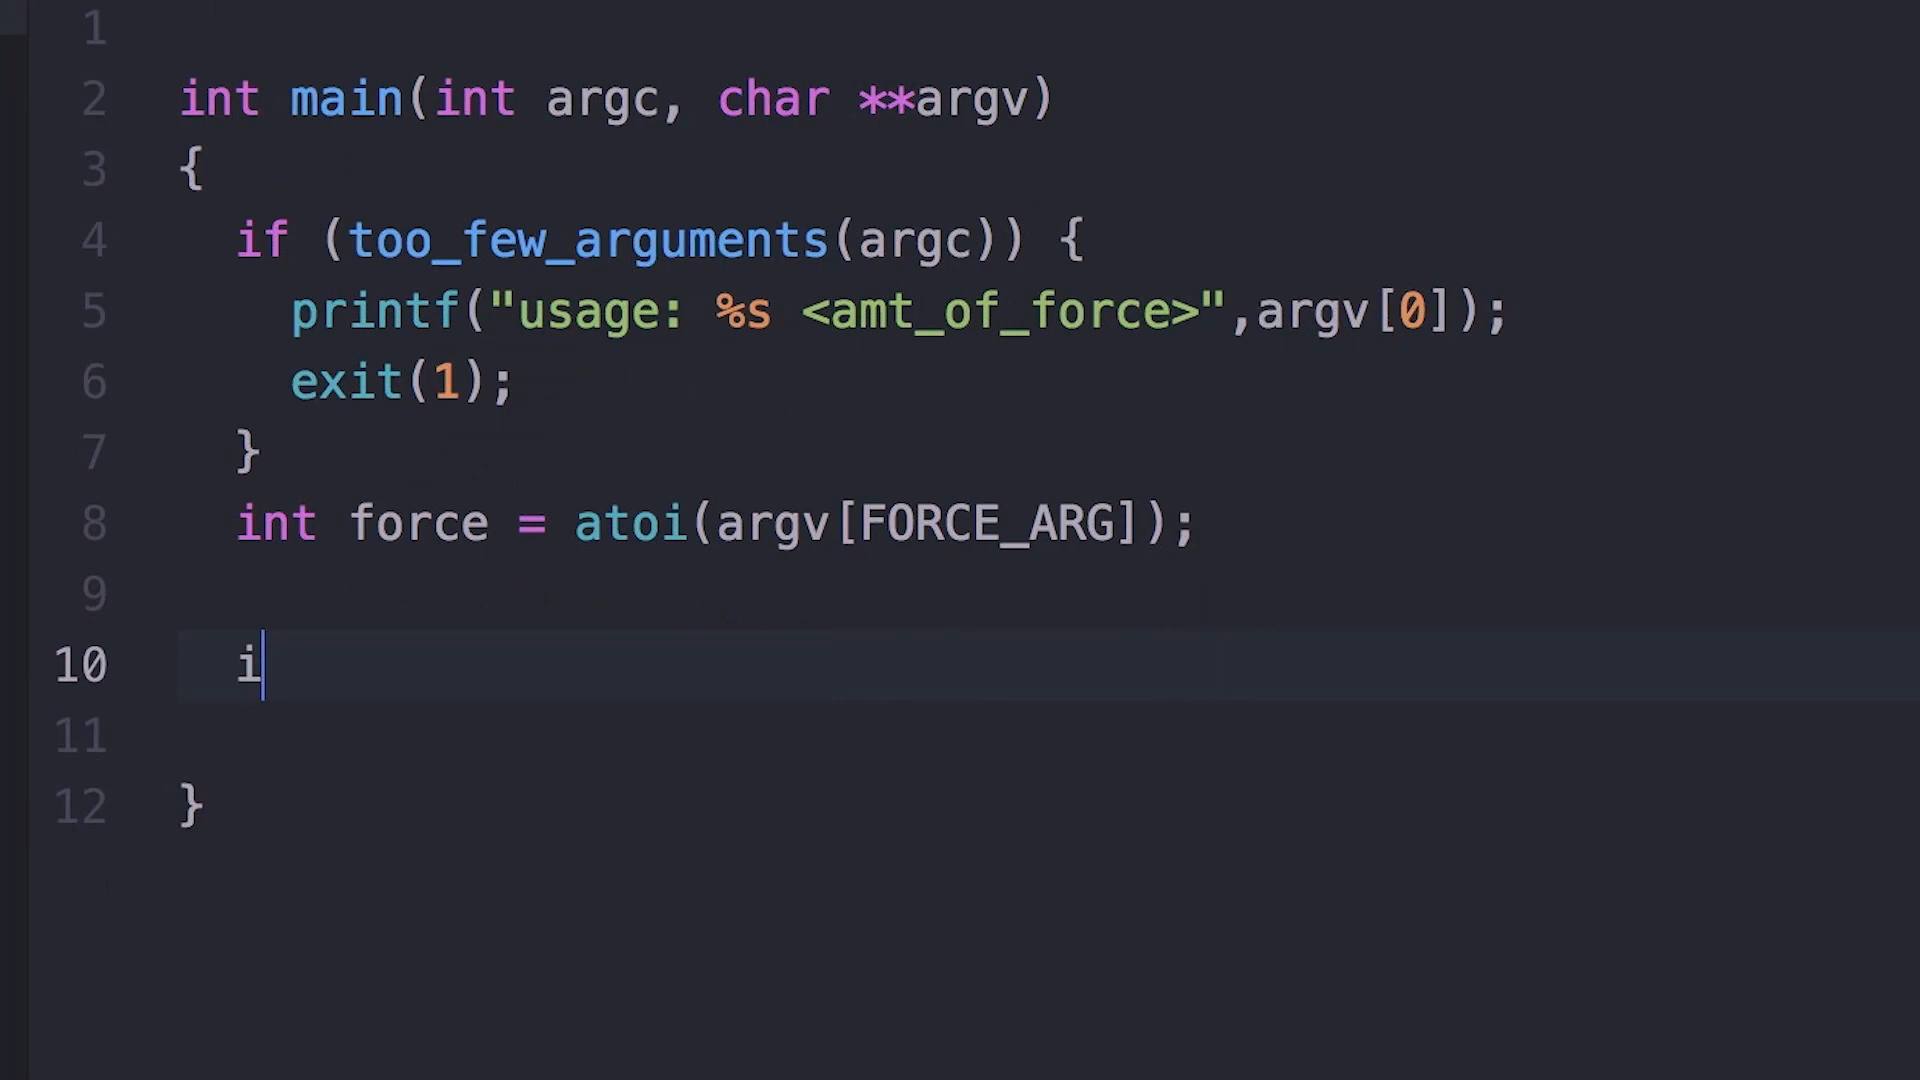 1
2 int main(int argc, char **argv)
3 {
4 if (too_few_arguments(argc)) {
5 printf("usage: %s <amt_of_force>",argv[0]);
6 exit(1);
7 }
8 int force = atoi(argv[FORCE_ARG]);
9
10 i
11
12 }